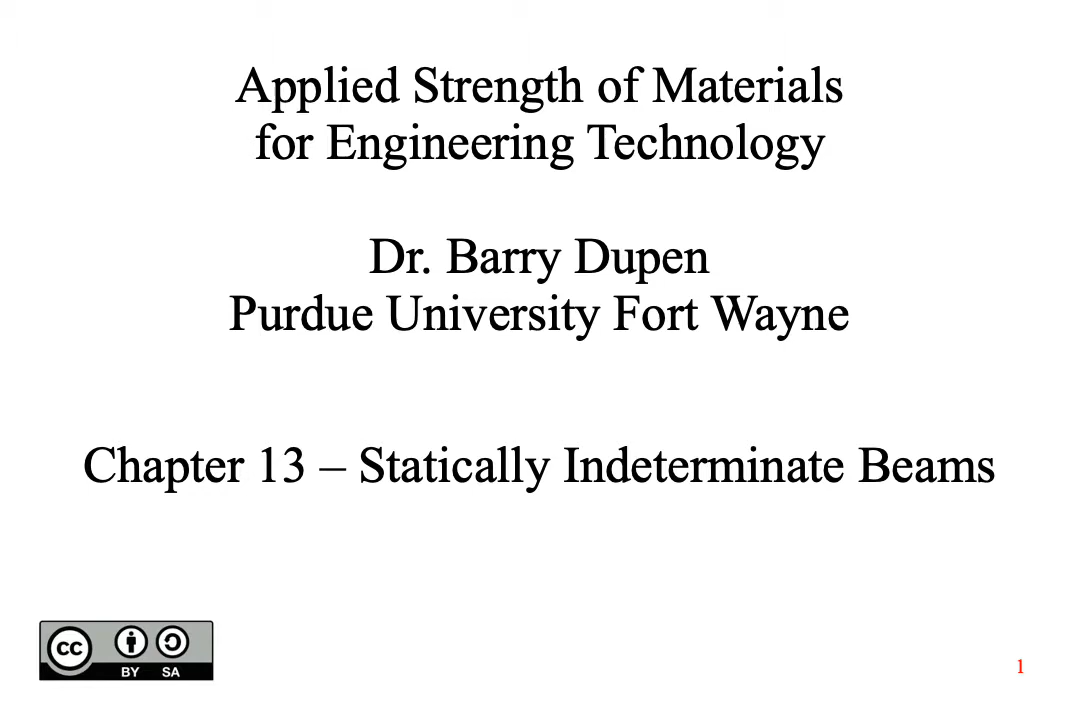 Applied Strength of Materials
for Engineering Technology
Dr. Barry Dupen
Purdue University Fort Wayne
Chapter 13 – Statically Indeterminate Beams
cc
BY SA
1